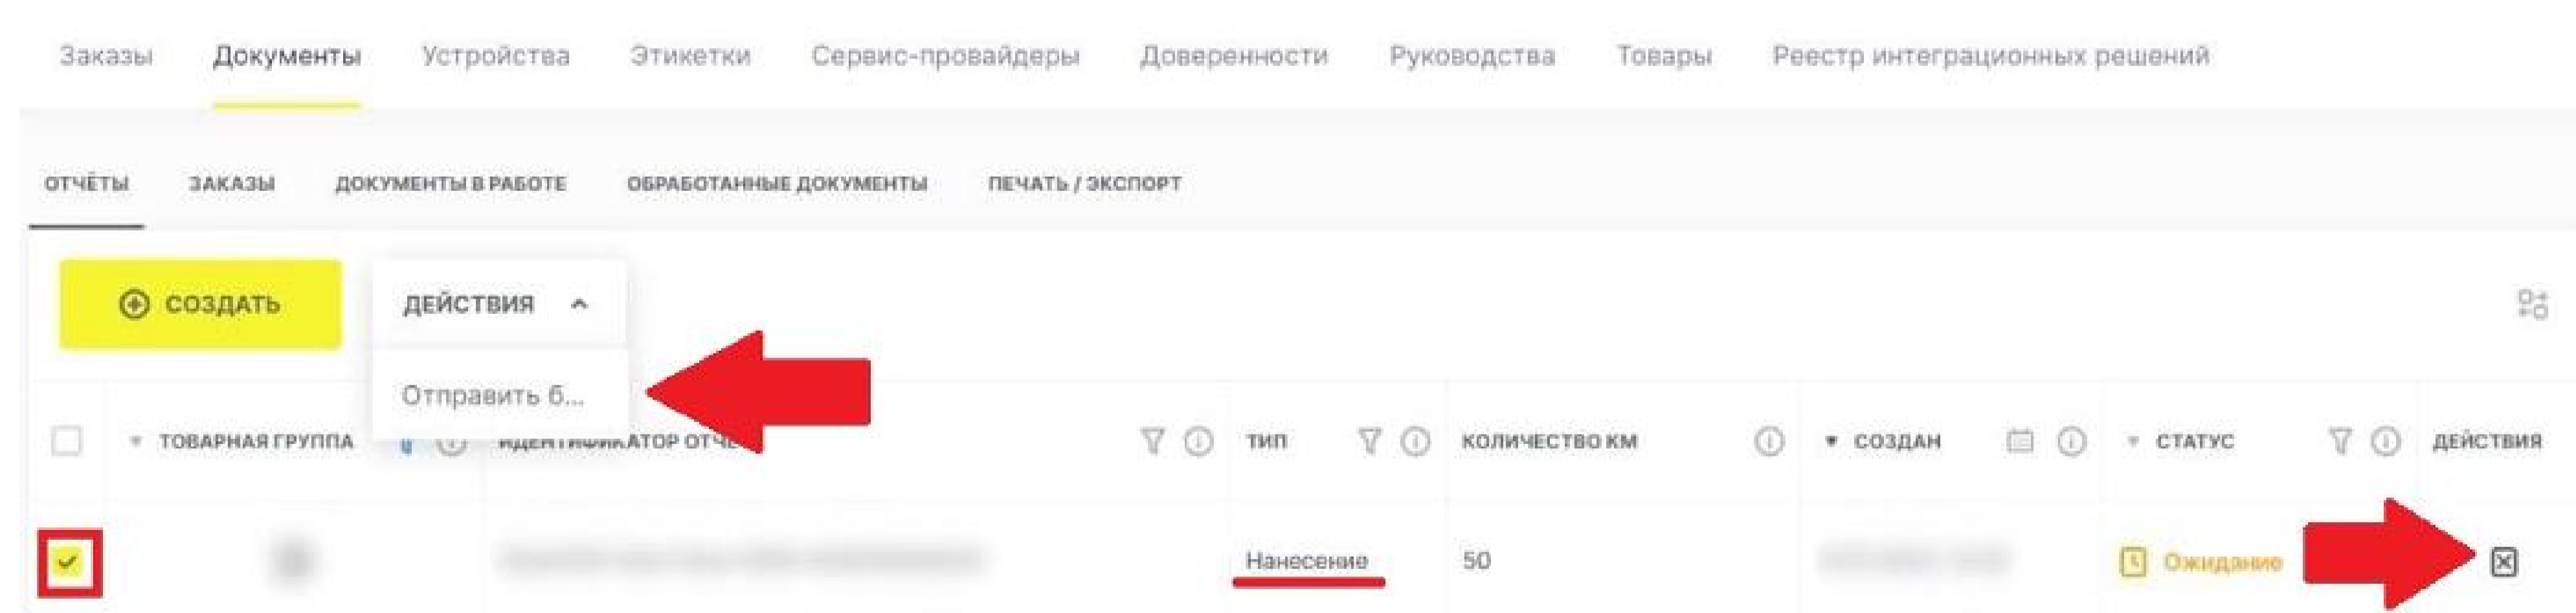 Заказы Документы Устройства Этикетки Сервис-провайдеры Доверенности Руководства Товары Реестр интеграционных решений
ОТЧЁТЫ ЗАКАЗЫ ДОКУМЕНТЫ В РАБОТЕ ОБРАБОТАННЫЕ ДОКУМЕНТЫ ПЕЧАТЬ / ЭКСПОРТ
СОЗДАТЬ ДЕЙСТВИЯ
Отправить б...
ТОВАРНАЯ ГРУППА ИДЕНТИФИКАТОР ТИП КОЛИЧЕСТВО КМ СОЗДАН СТАТУС ДЕЙСТВИЯ
Нанесение 50 Ожидание